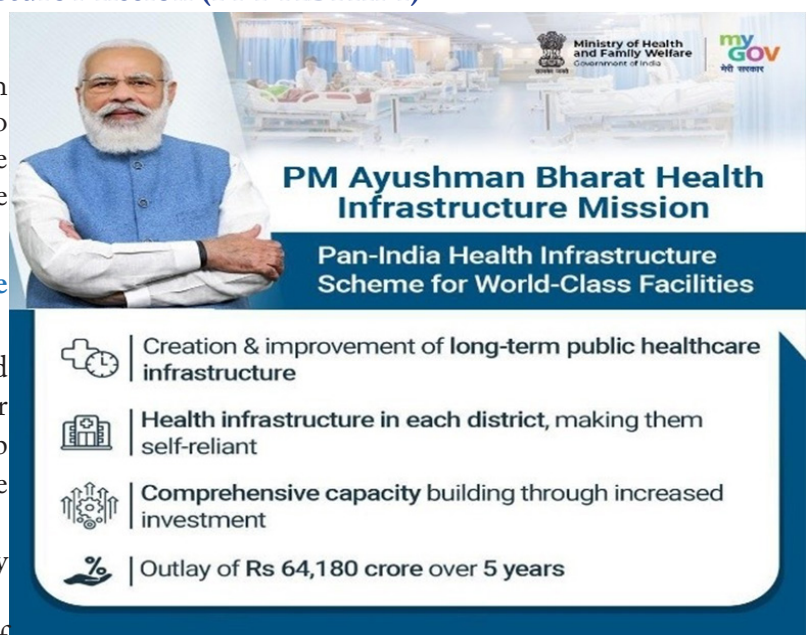 Ministry of Health
and Family Welfare
Government of India
my
GOV
मेरी सरकार
PM Ayushman Bharat Health
Infrastructure Mission
Pan-India Health Infrastructure
Scheme for World-Class Facilities
Creation & improvement of long-term public healthcare
infrastructure
Health infrastructure in each district, making them
self-reliant
Comprehensive capacity building through increased
investment
%
Outlay of Rs 64,180 crore over 5 years